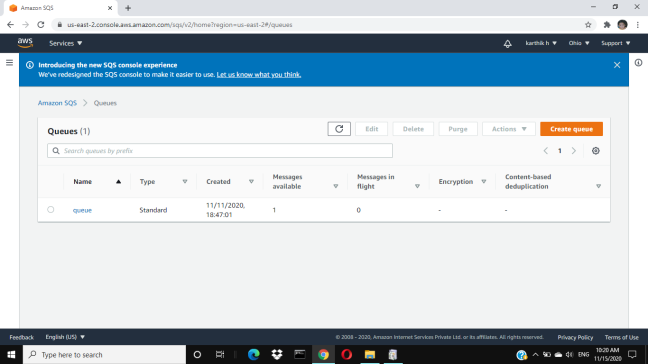 Amazon SQS
us-east-2.console.aws.amazon.com/sqs/v2/home?region=us-east-2#/queues
aws Services karthik h Ohio Support
Introducing the new SQS console experience
We've redesigned the SQS console to make it easier to use. Let us know what you think.
Amazon SQS > Queues
Queues (1) Edit Delete Purge Actions Create queue
Search queues by prefix 1
Name Type Created Messages available Messages in flight Encryption Content-based deduplication
queue Standard 11/11/2020, 18:47:01 1 0 - -
Feedback English (US) © 2008 - 2020, Amazon Internet Services Private Ltd. or its affiliates. All rights reserved. Privacy Policy Terms of Use
Type here to search ENG 10:20 AM
11/15/2020